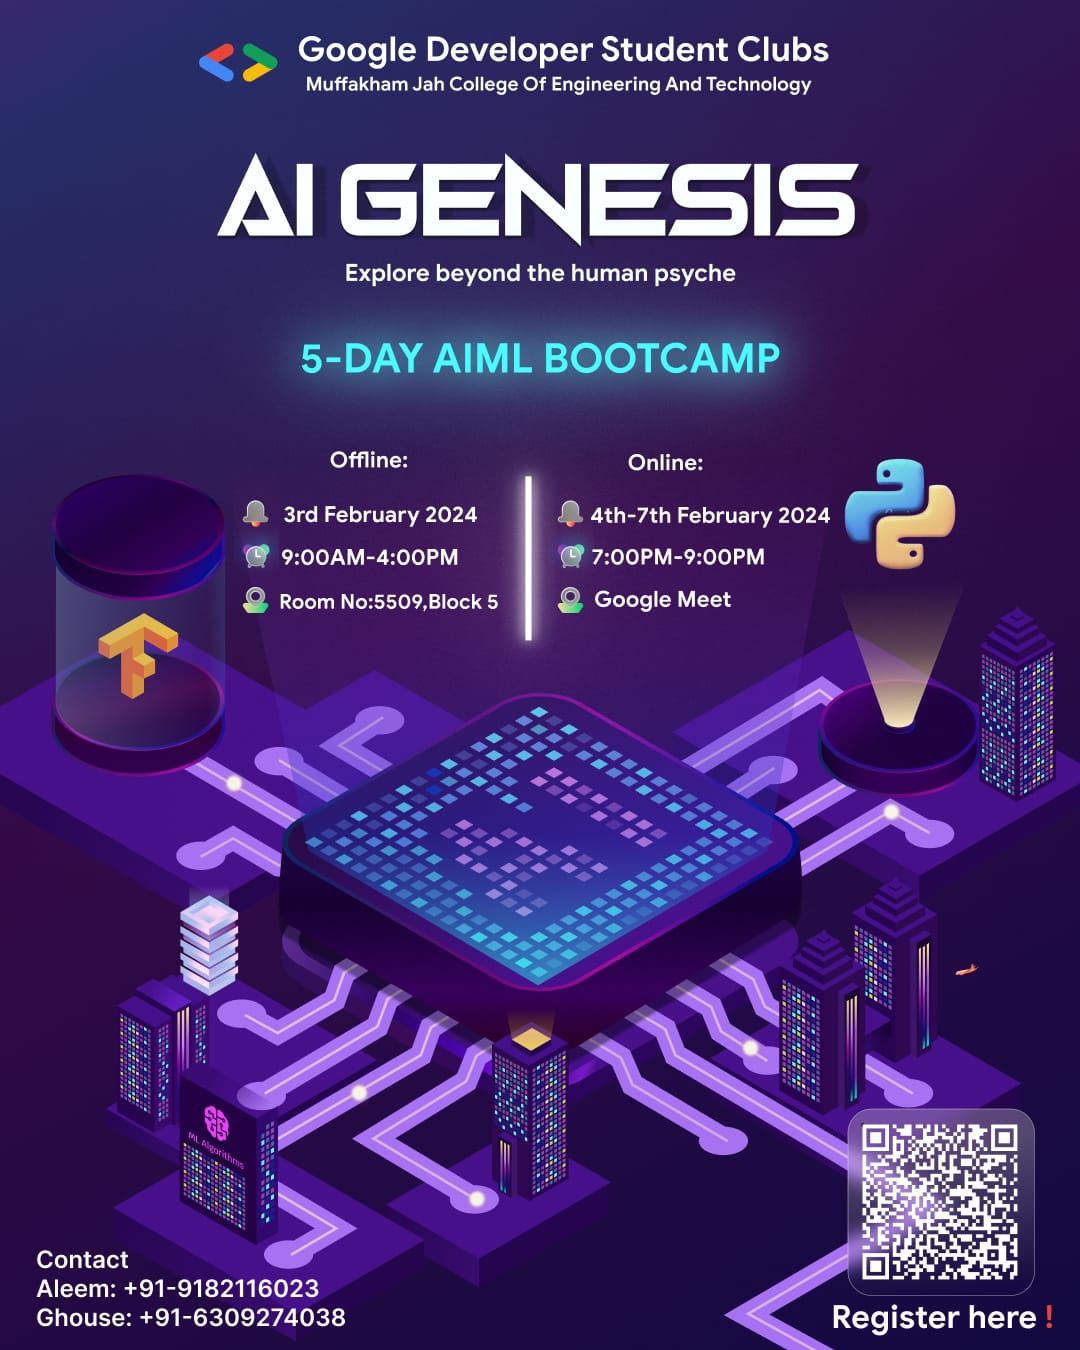 Google Developer Student Clubs
Muffakham Jah College Of Engineering And Technology
AI GENESIS
Explore beyond the human psyche
5-DAY AIML BOOTCAMP
Offline:
3rd February 2024
9:00AM-4:00PM
Room No:5509,Block 5
Online:
4th-7th February 2024
7:00PM-9:00PM
Google Meet
ML Algorithms
Contact
Aleem: +91-9182116023
Ghouse: +91-6309274038
Register here !